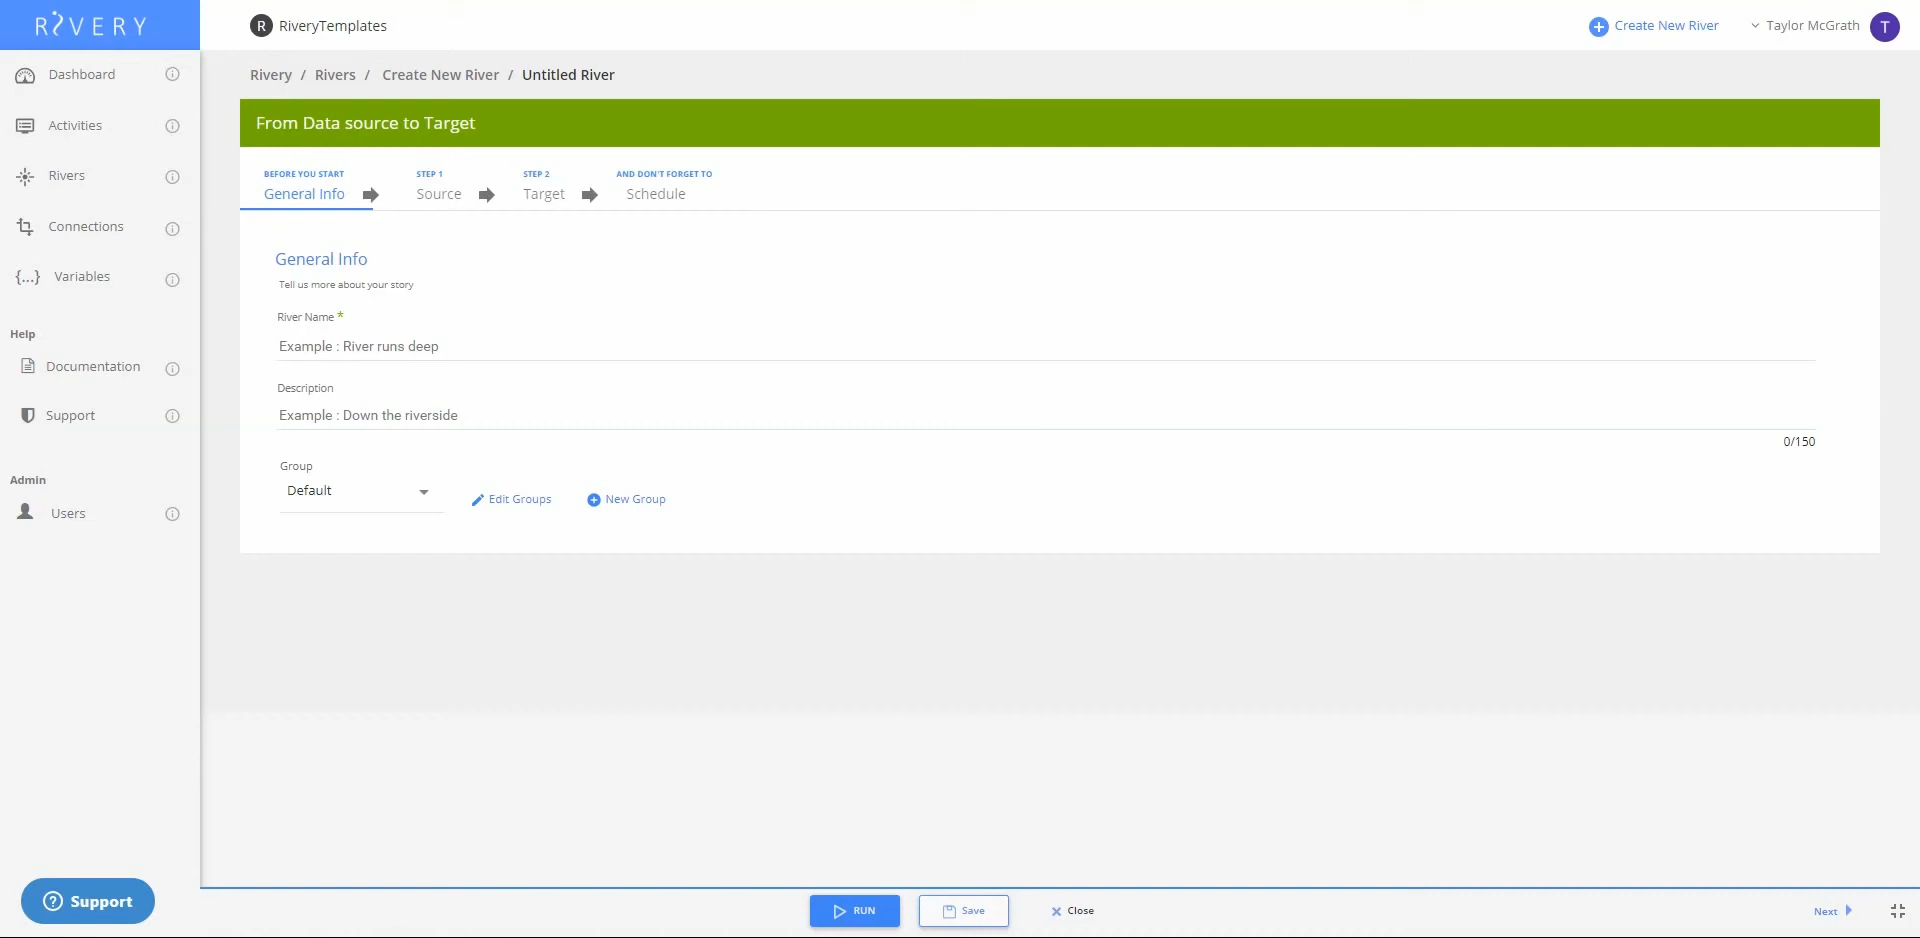 RIVERY
R RiveryTemplates
Create New River
Taylor McGrath T
Dashboard
Activities
Rivers
Connections
{...} Variables
Help
Documentation
Support
Admin
Users
Support
Rivery / Rivers / Create New River / Untitled River
From Data source to Target
BEFORE YOU START
General Info
STEP 1
Source
STEP 2
Target
AND DON'T FORGET TO
Schedule
General Info
Tell us more about your story
River Name *
Example : River runs deep
Description
Example : Down the riverside
0/150
Group
Default
Edit Groups
New Group
RUN
Save
Close
Next